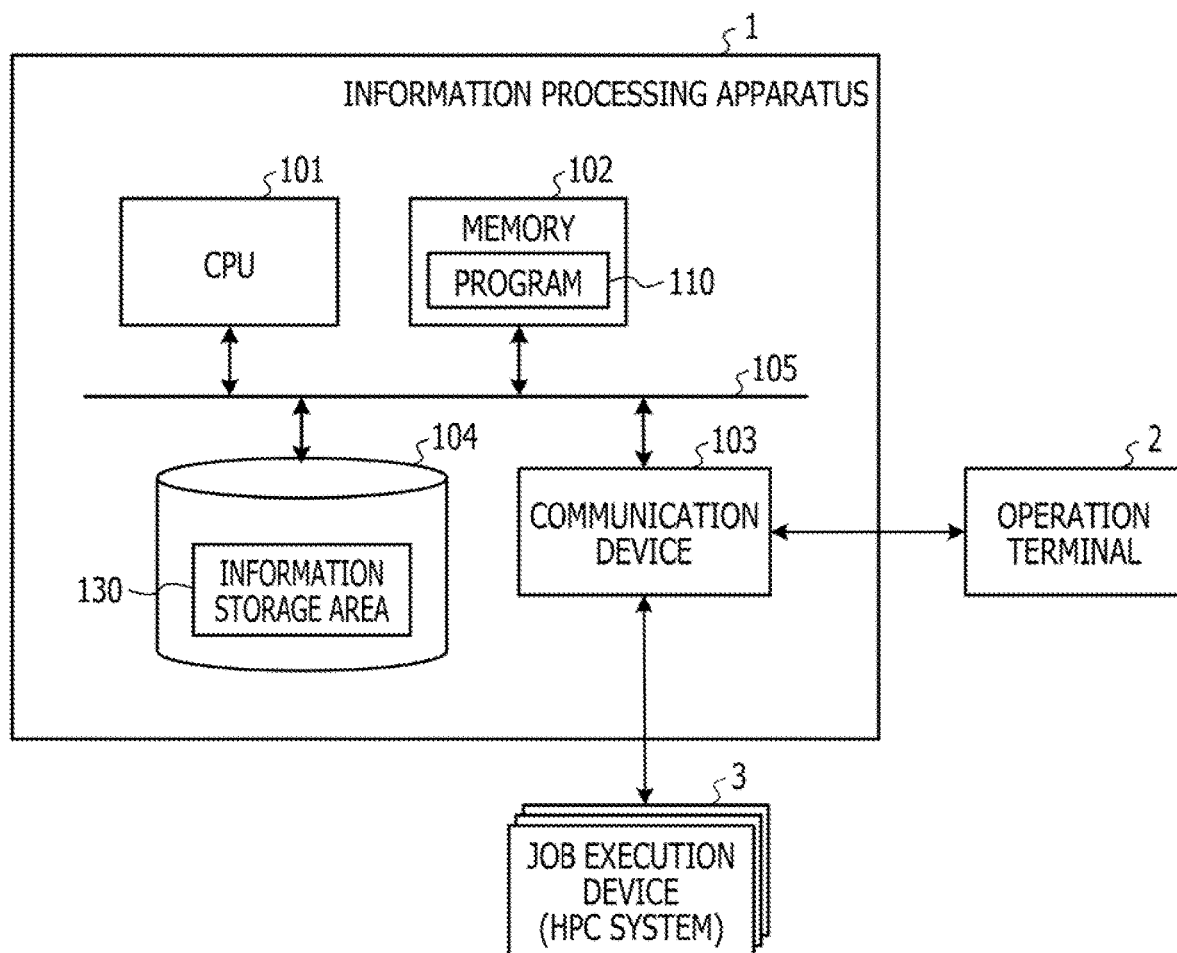 1
INFORMATION PROCESSING APPARATUS
101
102
CPU
MEMORY
PROGRAM
110
105
104
103
2
COMMUNICATION
DEVICE
OPERATION
TERMINAL
130
INFORMATION
STORAGE AREA
3
JOB EXECUTION
DEVICE
(HPC SYSTEM)